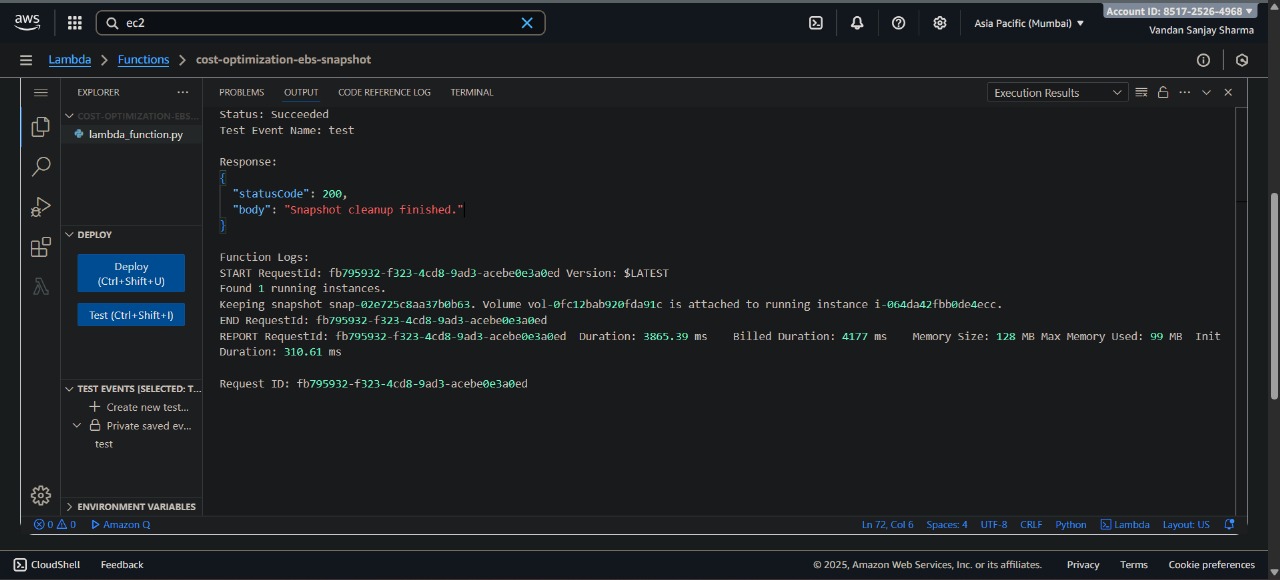 aws
ec2
Asia Pacific (Mumbai)
Account ID: 8517-2526-4968
Vandan Sanjay Sharma
Lambda > Functions > cost-optimization-ebs-snapshot
EXPLORER
PROBLEMS OUTPUT CODE REFERENCE LOG TERMINAL
Execution Results
COST-OPTIMIZATION-EBS...
lambda_function.py
DEPLOY
Deploy
(Ctrl+Shift+U)
Test (Ctrl+Shift+I)
TEST EVENTS [SELECTED: T...
Create new test...
Private saved ev...
test
ENVIRONMENT VARIABLES
Status: Succeeded
Test Event Name: test
Response:
{
"statusCode": 200,
"body": "Snapshot cleanup finished."
}
Function Logs:
START RequestId: fb795932-f323-4cd8-9ad3-acebe0e3a0ed Version: $LATEST
Found 1 running instances.
Keeping snapshot snap-02e725c8aa37b0b63. Volume vol-0fc12bab920fda91c is attached to running instance i-064da42fbb0de4ecc.
END RequestId: fb795932-f323-4cd8-9ad3-acebe0e3a0ed
REPORT RequestId: fb795932-f323-4cd8-9ad3-acebe0e3a0ed Duration: 3865.39 ms Billed Duration: 4177 ms Memory Size: 128 MB Max Memory Used: 99 MB Init
Duration: 310.61 ms
Request ID: fb795932-f323-4cd8-9ad3-acebe0e3a0ed
0 0 Amazon Q
Ln 72, Col 6 Spaces: 4 UTF-8 CRLF Python Lambda Layout: US
CloudShell Feedback
© 2025, Amazon Web Services, Inc. or its affiliates. Privacy Terms Cookie preferences